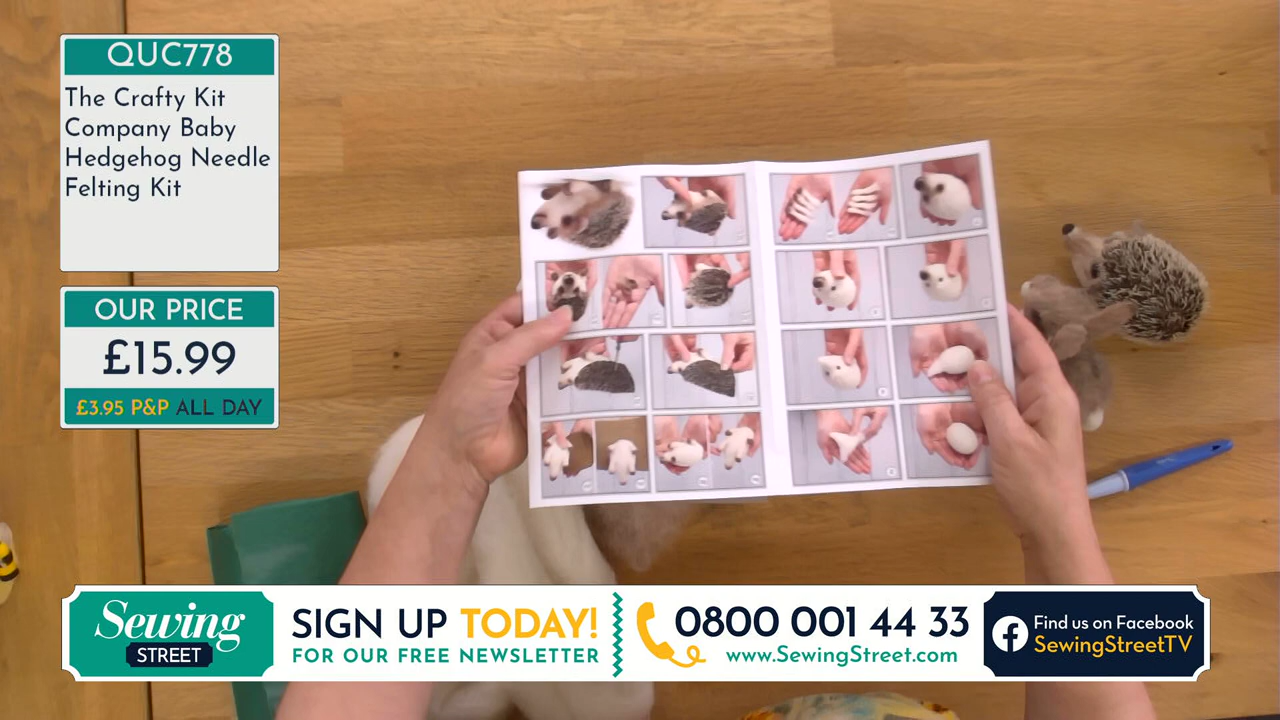 QUC778
The Crafty Kit
Company Baby
Hedgehog Needle
Felting Kit
OUR PRICE
£15.99
£3.95 P&P ALL DAY
Sewing
STREET
SIGN UP TODAY!
FOR OUR FREE NEWSLETTER
0800 001 44 33
www.SewingStreet.com
Find us on Facebook
SewingStreetTV